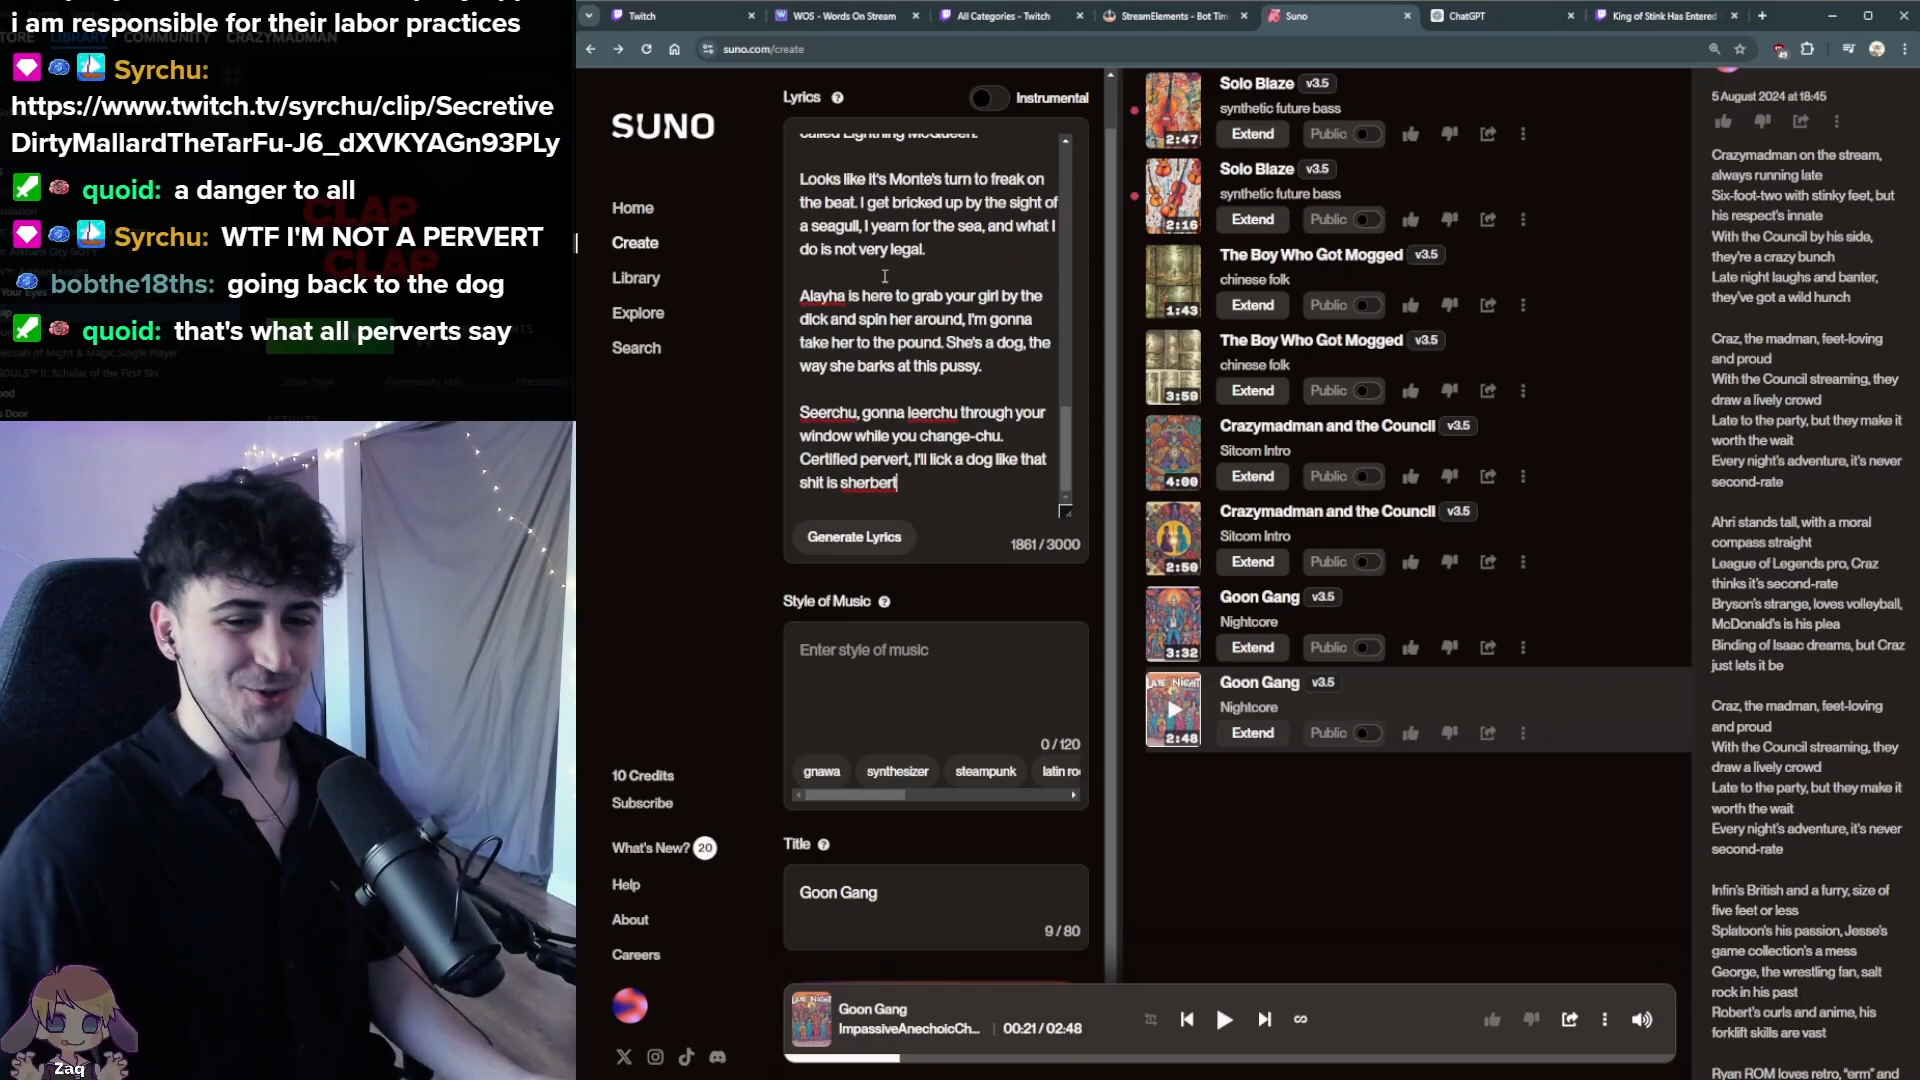 i am responsible for their labor practices
Syrchu:
https://www.twitch.tv/syrchu/clip/Secretive
DirtyMallardTheTarFu-J6_dXVKYAGn93PLy
quoid: a danger to all
Syrchu: WTF I'M NOT A PERVERT
bobthe18ths: going back to the dog
quoid: that's what all perverts say
LIBRARY COMMUNITY CRAZYMADMAN
CLAP
CLAP
Zaq
Twitch
WOS - Words On Stream
All Categories - Twitch
StreamElements - Bot Tim
Suno
ChatGPT
King of Stink Has Entered
suno.com/create
SUNO
Home
Create
Library
Explore
Search
10 Credits
Subscribe
What's New? 20
Help
About
Careers
Lyrics
Instrumental
called Lightning McQueen.
Looks like it's Monte's turn to freak on
the beat. I get bricked up by the sight of
a seagull, I yearn for the sea, and what I
do is not very legal.
Alayha is here to grab your girl by the
dick and spin her around, I'm gonna
take her to the pound. She's a dog, the
way she barks at this pussy.
Seerchu, gonna leerchu through your
window while you change-chu.
Certified pervert, I'll lick a dog like that
shit is sherbert
Generate Lyrics
1861 / 3000
Style of Music
Enter style of music
0 / 120
gnawa
synthesizer
steampunk
latin ro
Title
Goon Gang
9 / 80
Solo Blaze v3.5
synthetic future bass
2:47
Extend
Public
Solo Blaze v3.5
synthetic future bass
2:16
Extend
Public
The Boy Who Got Mogged v3.5
chinese folk
1:43
Extend
Public
The Boy Who Got Mogged v3.5
chinese folk
3:59
Extend
Public
Crazymadman and the Council v3.5
Sitcom Intro
4:00
Extend
Public
Crazymadman and the Council v3.5
Sitcom Intro
2:50
Extend
Public
Goon Gang v3.5
Nightcore
3:32
Extend
Public
LATE NIGHT
Goon Gang v3.5
Nightcore
2:48
Extend
Public
Goon Gang
ImpassiveAnechoicCh...
00:21 / 02:48
5 August 2024 at 18:45
Crazymadman on the stream,
always running late
Six-foot-two with stinky feet, but
his respect's innate
With the Council by his side,
they're a crazy bunch
Late night laughs and banter,
they've got a wild hunch
Craz, the madman, feet-loving
and proud
With the Council streaming, they
draw a lively crowd
Late to the party, but they make it
worth the wait
Every night's adventure, it's never
second-rate
Ahri stands tall, with a moral
compass straight
League of Legends pro, Craz
thinks it's second-rate
Bryson's strange, loves volleyball,
McDonald's is his plea
Binding of Isaac dreams, but Craz
just lets it be
Craz, the madman, feet-loving
and proud
With the Council streaming, they
draw a lively crowd
Late to the party, but they make it
worth the wait
Every night's adventure, it's never
second-rate
Infin's British and a furry, size of
five feet or less
Splatoon's his passion, Jesse's
game collection's a mess
George, the wrestling fan, salt
rock in his past
Robert's curls and anime, his
forklift skills are vast
Ryan ROM loves retro, "erm" and